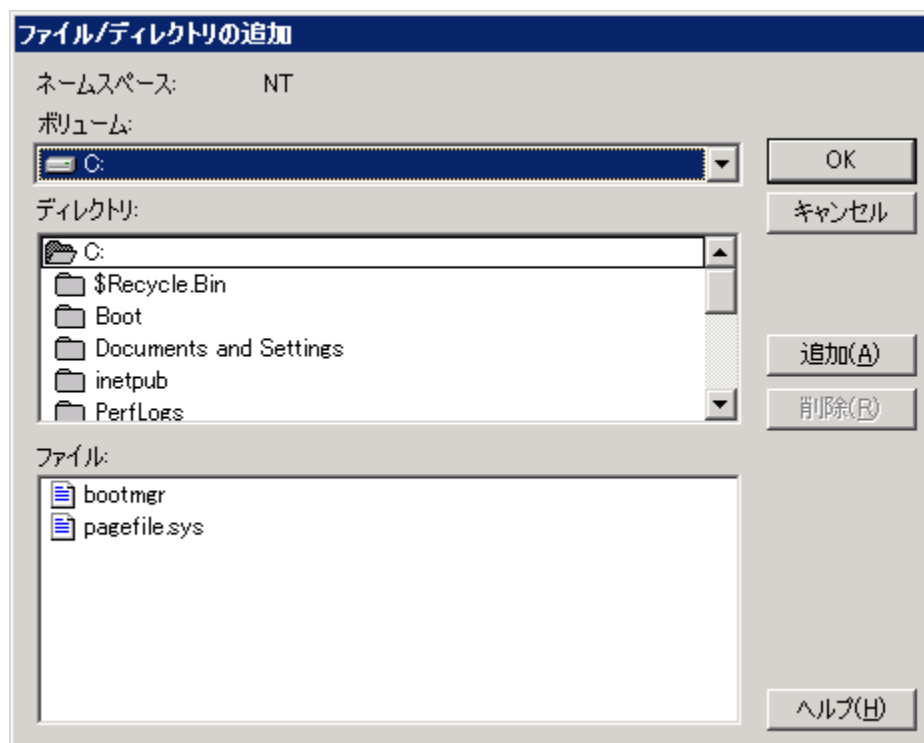 ファイル/ディレクトリの追加
ネームスペース: NT
ボリューム:
C:
OK
ディレクトリ:
キャンセル
C:
$Recycle.Bin
Boot
Documents and Settings
inetpub
PerfLogs
追加(A)
削除(R)
ファイル:
bootmgr
pagefile.sys
ヘルプ(H)